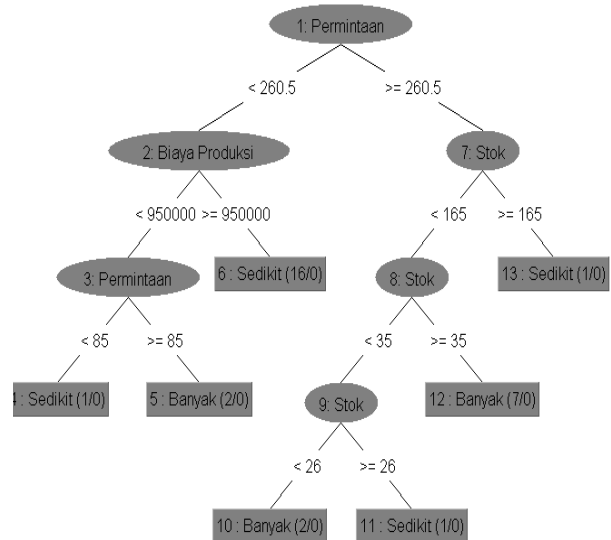 1: Permintaan
< 260.5 >= 260.5
2: Biaya Produksi 7: Stok
< 950000 >= 950000 < 165 >= 165
3: Permintaan 6 : Sedikit (16/0) 8: Stok 13 : Sedikit (1/0)
< 85 >= 85 < 35 >= 35
4 : Sedikit (1/0) 5 : Banyak (2/0) 9: Stok 12 : Banyak (7/0)
< 26 >= 26
10 : Banyak (2/0) 11 : Sedikit (1/0)